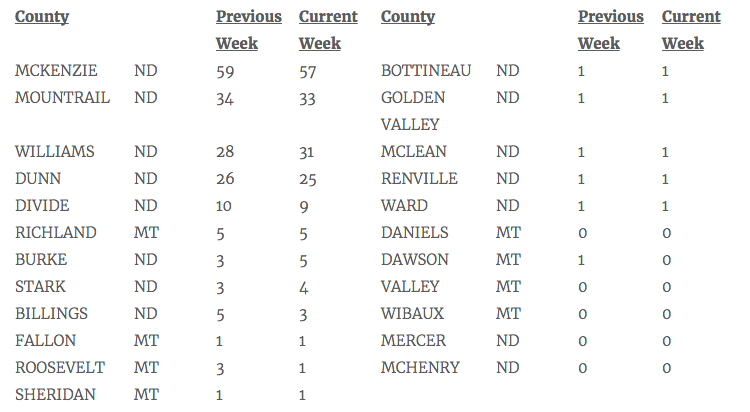 County Previous Current County Previous Current
Week Week Week Week
MCKENZIE ND 59 57 BOTTINEAU ND 1 1
MOUNTRAIL ND 34 33 GOLDEN ND 1 1
VALLEY
WILLIAMS ND 28 31 MCLEAN ND 1 1
DUNN ND 26 25 RENVILLE ND 1 1
DIVIDE ND 10 9 WARD ND 1 1
RICHLAND MT 5 5 DANIELS MT 0 0
BURKE ND 3 5 DAWSON MT 1 0
STARK ND 3 4 VALLEY MT 0 0
BILLINGS ND 5 3 WIBAUX MT 0 0
FALLON MT 1 1 MERCER ND 0 0
ROOSEVELT MT 3 1 MCHENRY ND 0 0
SHERIDAN MT 1 1